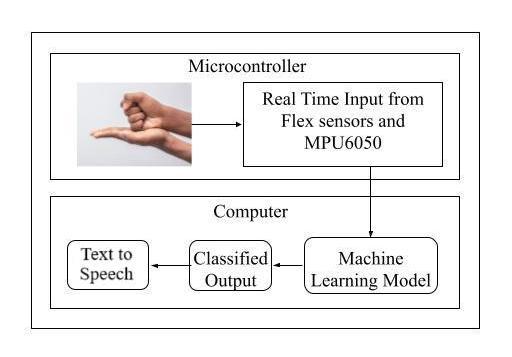 Microcontroller
Real Time Input from
Flex sensors and
MPU6050
Computer
Text to
Speech
Classified
Output
Machine
Learning Model